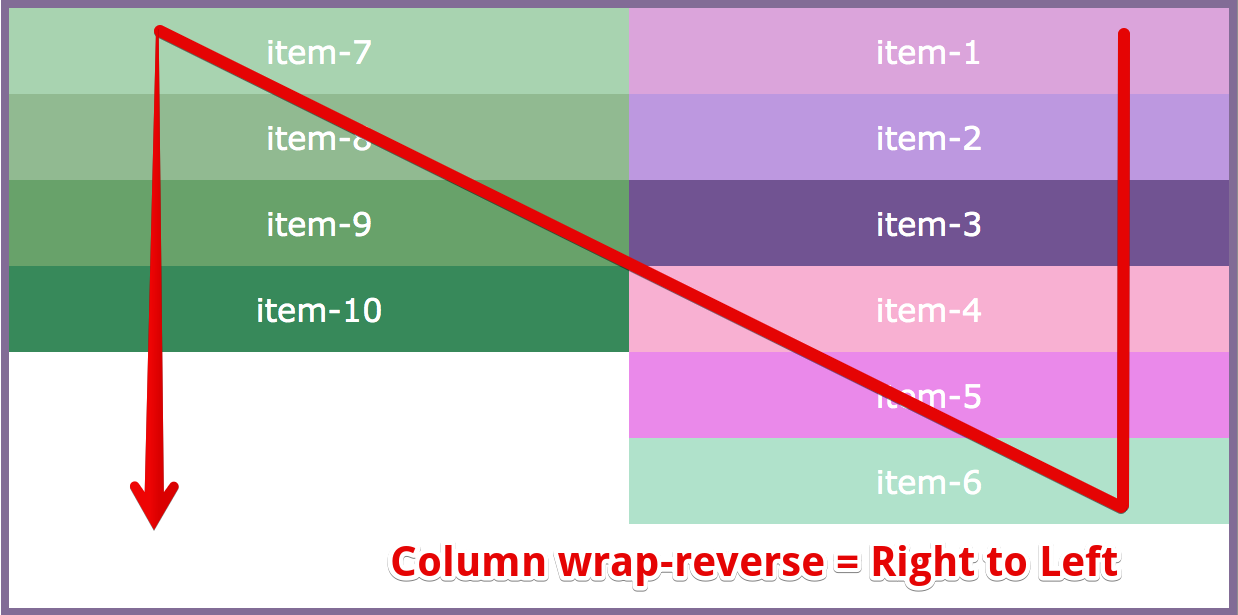 item-7 item-1
item-8 item-2
item-9 item-3
item-10 item-4
item-5
item-6
Column wrap-reverse = Right to Left